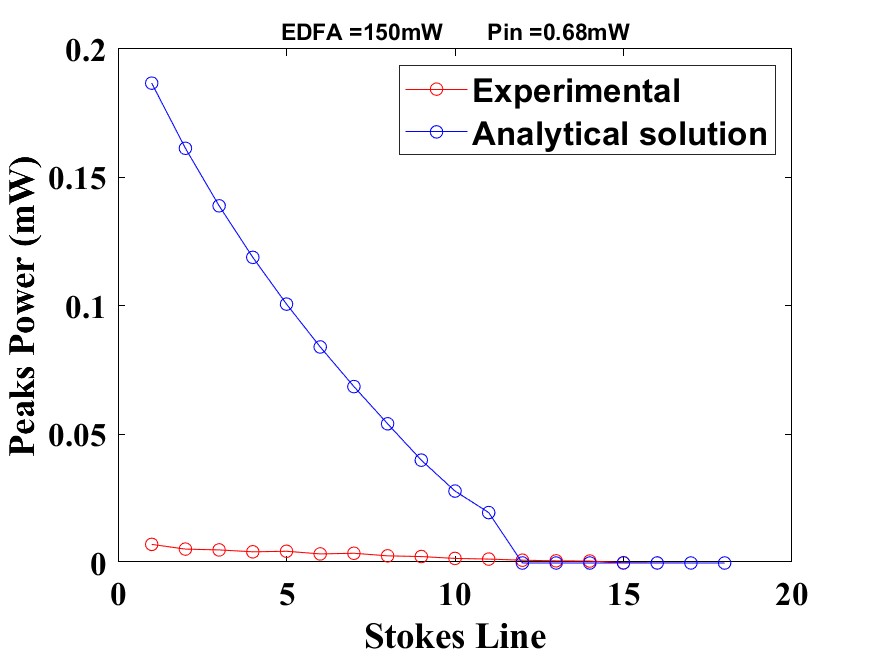 EDFA =150mW Pin =0.68mW
0.2
0.15
0.1
0.05
0
Peaks Power (mW)
Experimental
Analytical solution
0 5 10 15 20
Stokes Line